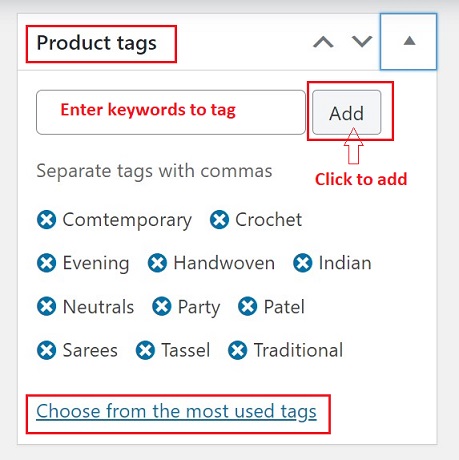 Product tags
Enter keywords to tag
Add
Separate tags with commas
Click to add
Comtemporary Crochet
Evening Handwoven Indian
Neutrals Party Patel
Sarees Tassel Traditional
Choose from the most used tags